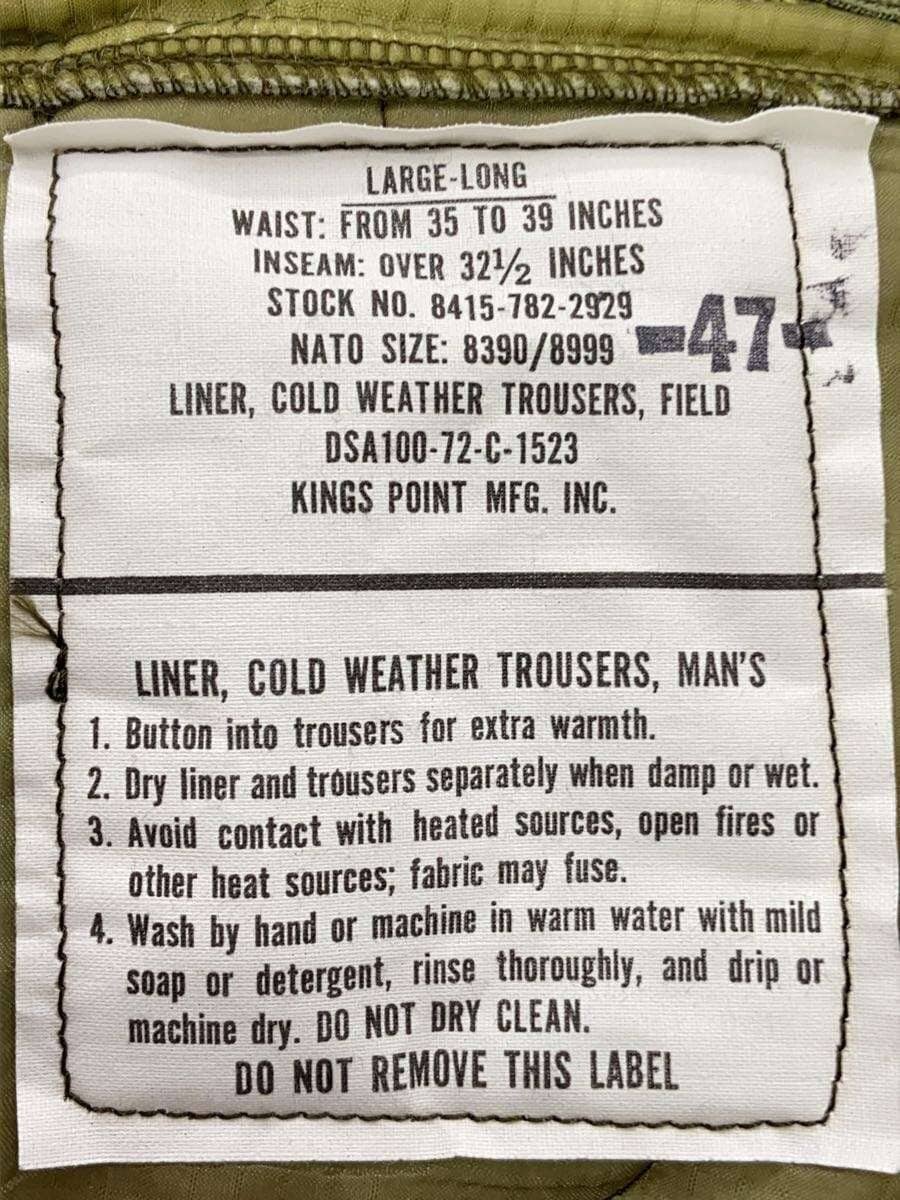 LARGE-LONG
WAIST: FROM 35 TO 39 INCHES
INSEAM: OVER 32½ INCHES
STOCK NO. 8415-782-2929
NATO SIZE: 8390/8999 -47-
LINER, COLD WEATHER TROUSERS, FIELD
DSA100-72-C-1523
KINGS POINT MFG. INC.
LINER, COLD WEATHER TROUSERS, MAN'S
1. Button into trousers for extra warmth.
2. Dry liner and trousers separately when damp or wet.
3. Avoid contact with heated sources, open fires or
other heat sources; fabric may fuse.
4. Wash by hand or machine in warm water with mild
soap or detergent, rinse thoroughly, and drip or
machine dry. DO NOT DRY CLEAN.
DO NOT REMOVE THIS LABEL